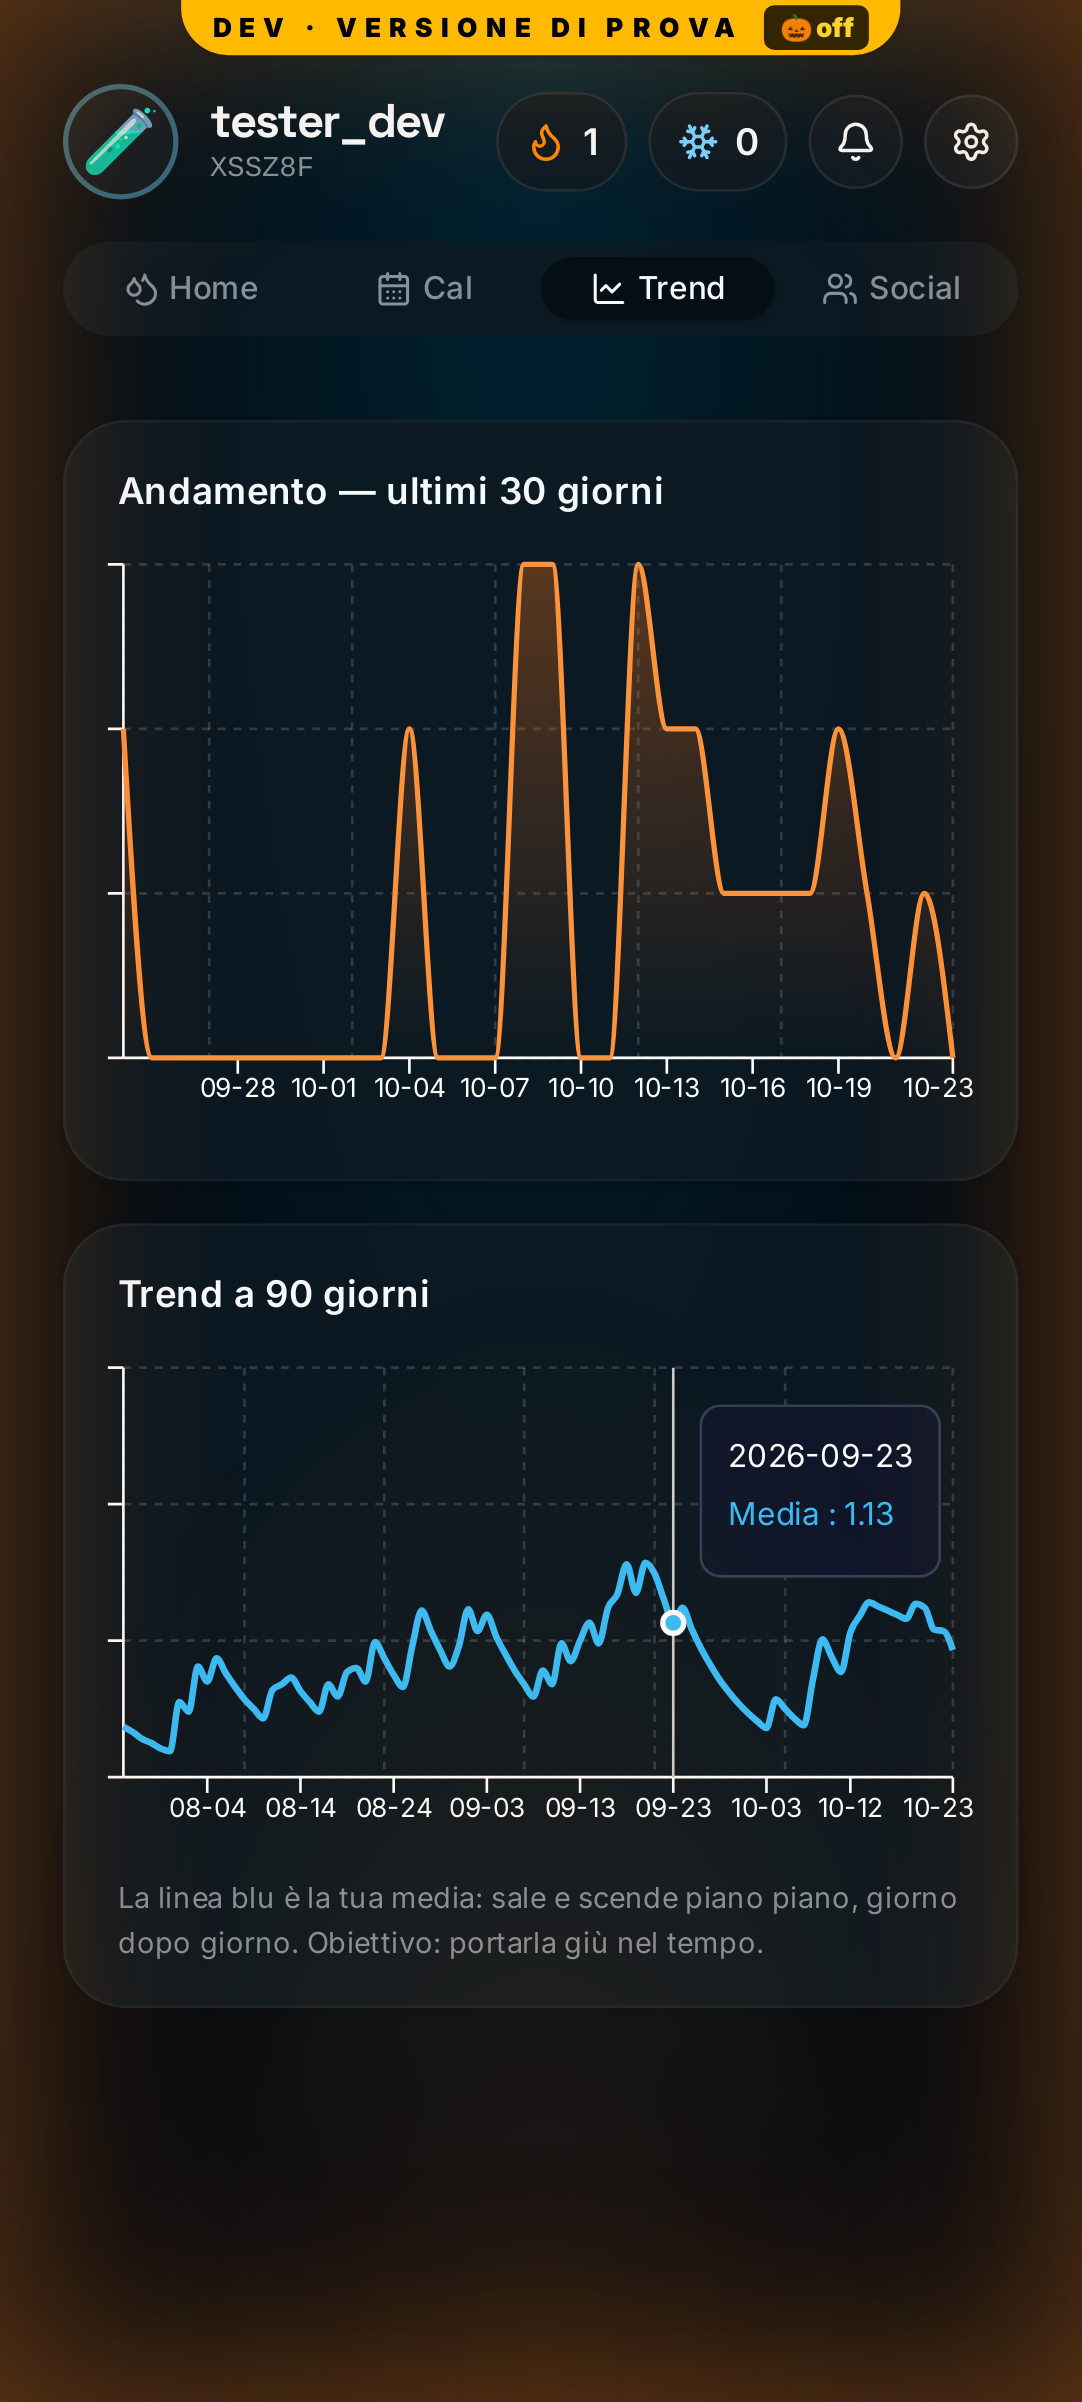 DEV · VERSIONE DI PROVA 🎃off
tester_dev
XSSZ8F
1
0
Home Cal Trend Social
Andamento — ultimi 30 giorni
09-28 10-01 10-04 10-07 10-10 10-13 10-16 10-19 10-23
Trend a 90 giorni
2026-09-23
Media : 1.13
08-04 08-14 08-24 09-03 09-13 09-23 10-03 10-12 10-23
La linea blu è la tua media: sale e scende piano piano, giorno
dopo giorno. Obiettivo: portarla giù nel tempo.